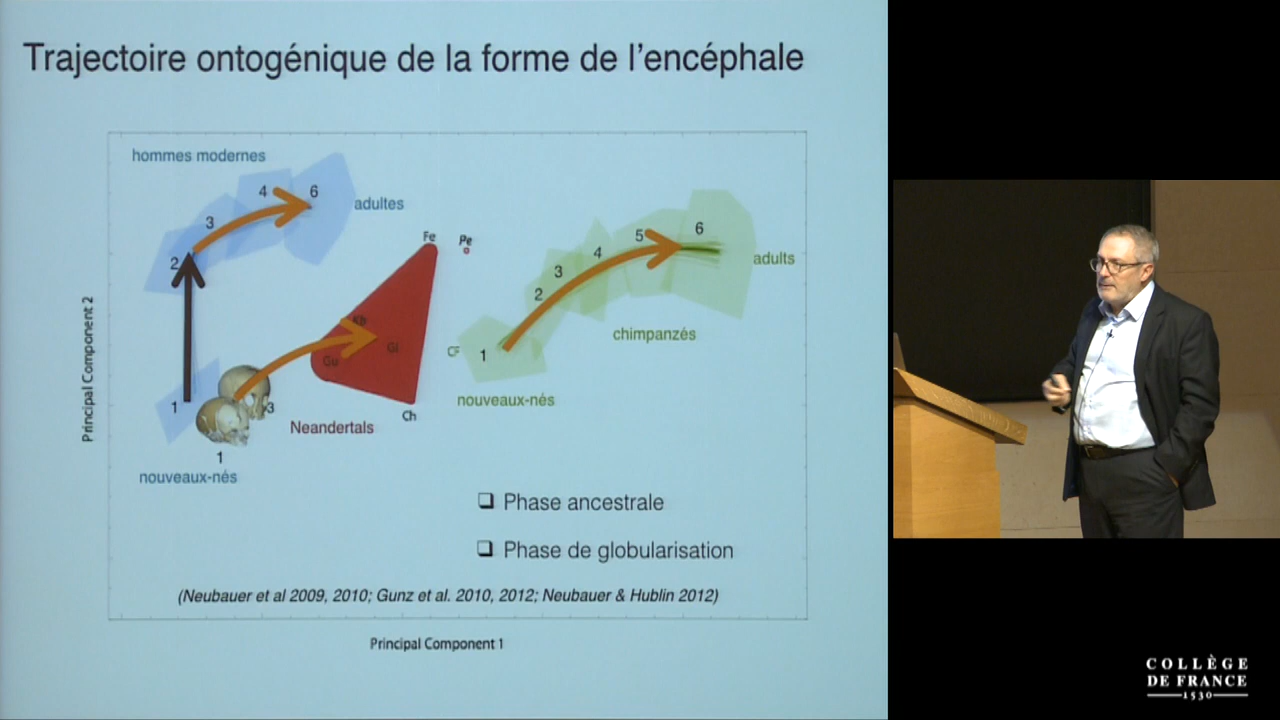 Trajectoire ontogénique de la forme de l'encéphale
hommes modernes
4
6
3
adultes
2
Fe
Pe
6
5
4
adults
3
2
Kb
Gi
Gu
chimpanzés
1
Principal Component 2
nouveaux-nés
1
3
Ch
Neandertals
1
nouveaux-nés
❑ Phase ancestrale
❑ Phase de globularisation
(Neubauer et al 2009, 2010; Gunz et al. 2010, 2012; Neubauer & Hublin 2012)
Principal Component 1
COLLÈGE
DE FRANCE
1530